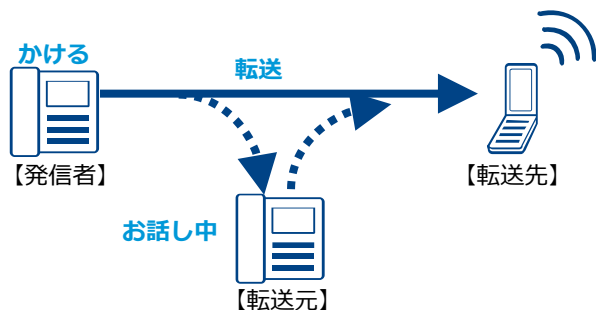 かける
転送
【発信者】
【転送先】
お話し中
【転送元】